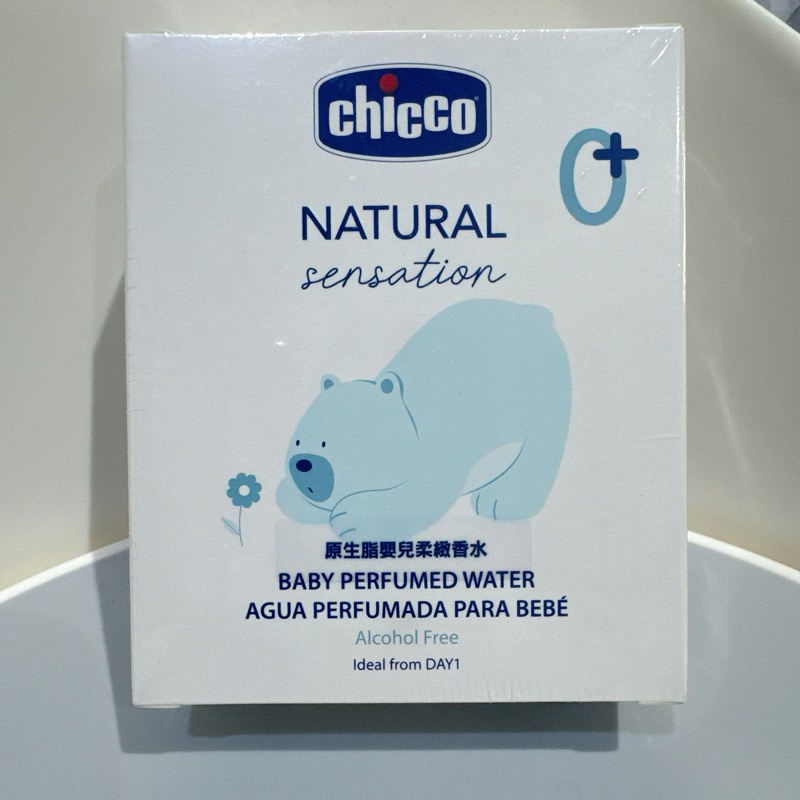 chicco
0+
NATURAL
sensation
原生脂嬰兒柔緻香水
BABY PERFUMED WATER
AGUA PERFUMADA PARA BEBÉ
Alcohol Free
Ideal from DAY1